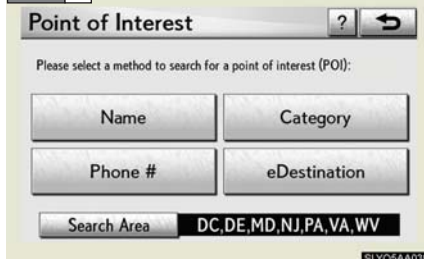 Point of Interest ?
Please select a method to search for a point of interest (POI):
Name Category
Phone # eDestination
Search Area DC,DE,MD,NJ,PA,VA,WV